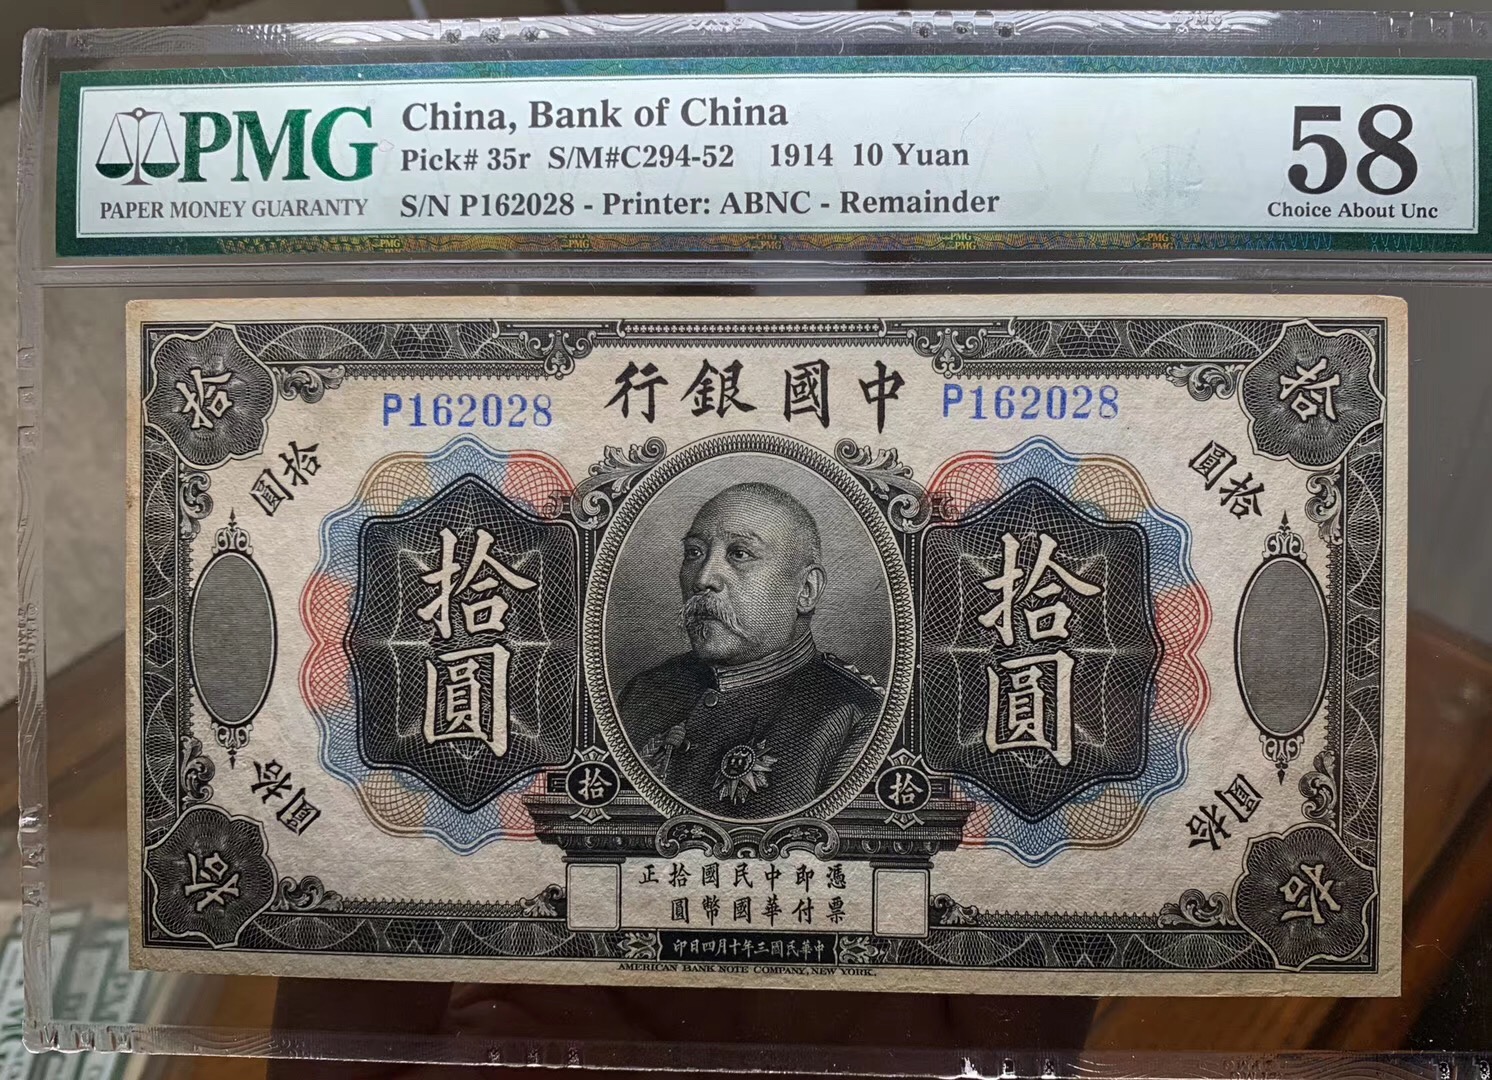 PMG
PAPER MONEY GUARANTY
China, Bank of China
Pick# 35r S/M#C294-52 1914 10 Yuan
S/N P162028 - Printer: ABNC - Remainder
58
Choice About Unc
拾
行銀國中
拾
P162028
P162028
拾圓
拾圓
拾圓
拾圓
拾
拾
拾圓
拾圓
正拾國民中即憑
圓幣國華付票
拾
印日四月十年三國民華中
拾
AMERICAN BANK NOTE COMPANY, NEW YORK.